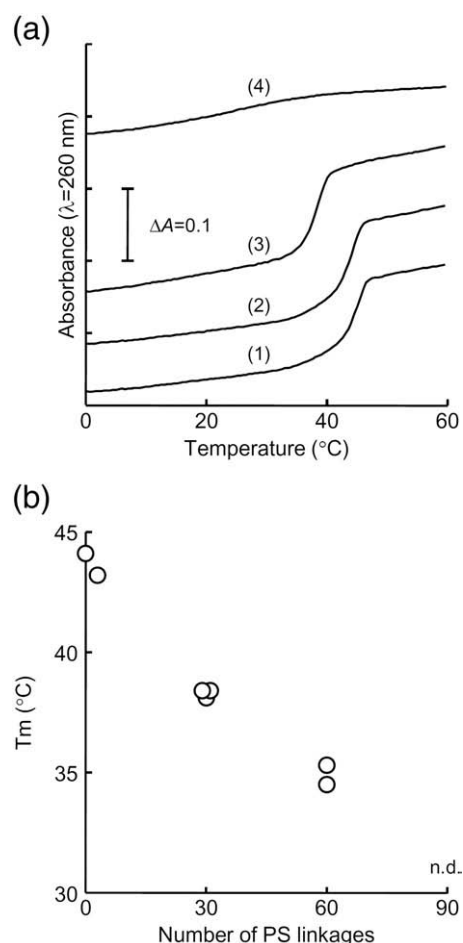 (a)
Absorbance (λ=260 nm)
(4)
ΔA=0.1
(3)
(2)
(1)
0 20 40 60
Temperature (°C)
(b)
45
40
35
30
Tm (°C)
n.d.
0 30 60 90
Number of PS linkages